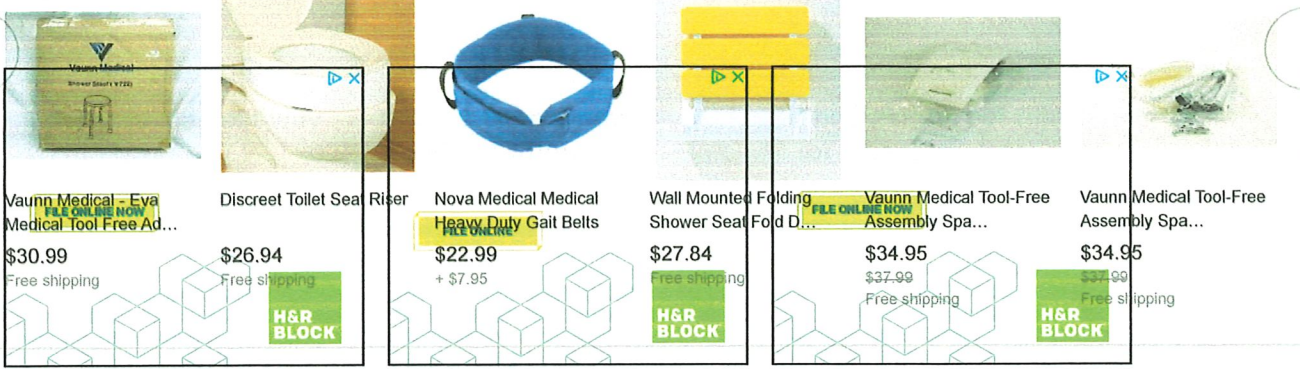 Vaunn Medical
Vaunn Medical - Eva
Medical Tool Free Ad...
$30.99
Free shipping
Discreet Toilet Seat Riser
$26.94
Free shipping
Nova Medical Medical
Heavy Duty Gait Belts
$22.99
+ $7.95
Wall Mounted Folding
Shower Seat Fold D...
$27.84
Free shipping
Vaunn Medical Tool-Free
Assembly Spa...
$34.95
$37.99
Free shipping
Vaunn Medical Tool-Free
Assembly Spa...
$34.95
$37.99
Free shipping
FILE ONLINE NOW
H&R
BLOCK
FILE ONLINE
H&R
BLOCK
FILE ONLINE NOW
H&R
BLOCK